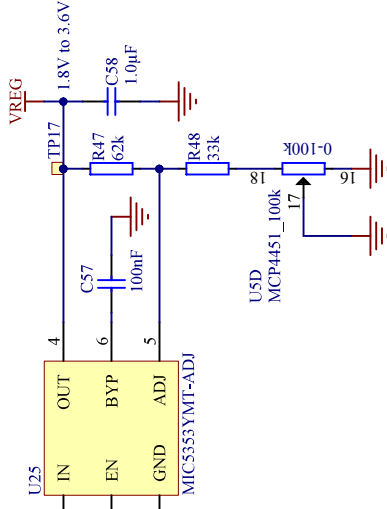 VREG
1.8V to 3.6V
C58
1.0µF
TP17
R47
62k
R48
33k
0-100k
18
16
17
U5D
MCP4451_100k
C57
100nF
4
6
5
OUT
BYP
ADJ
IN
EN
GND
U25
MIC5353YMT-ADJ